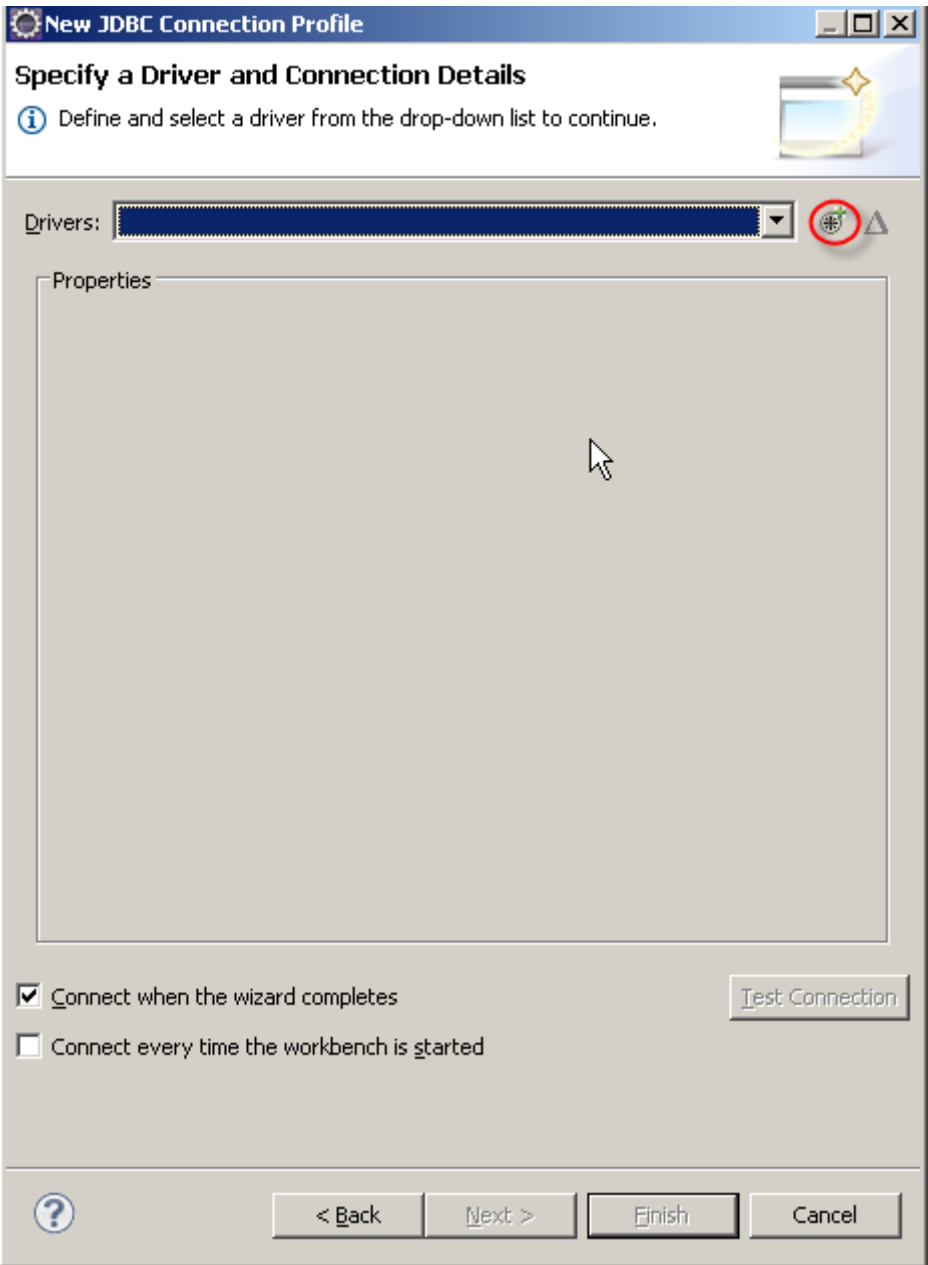 New JDBC Connection Profile
Specify a Driver and Connection Details
Define and select a driver from the drop-down list to continue.
Drivers:
Properties
Connect when the wizard completes
Test Connection
Connect every time the workbench is started
< Back
Next >
Finish
Cancel